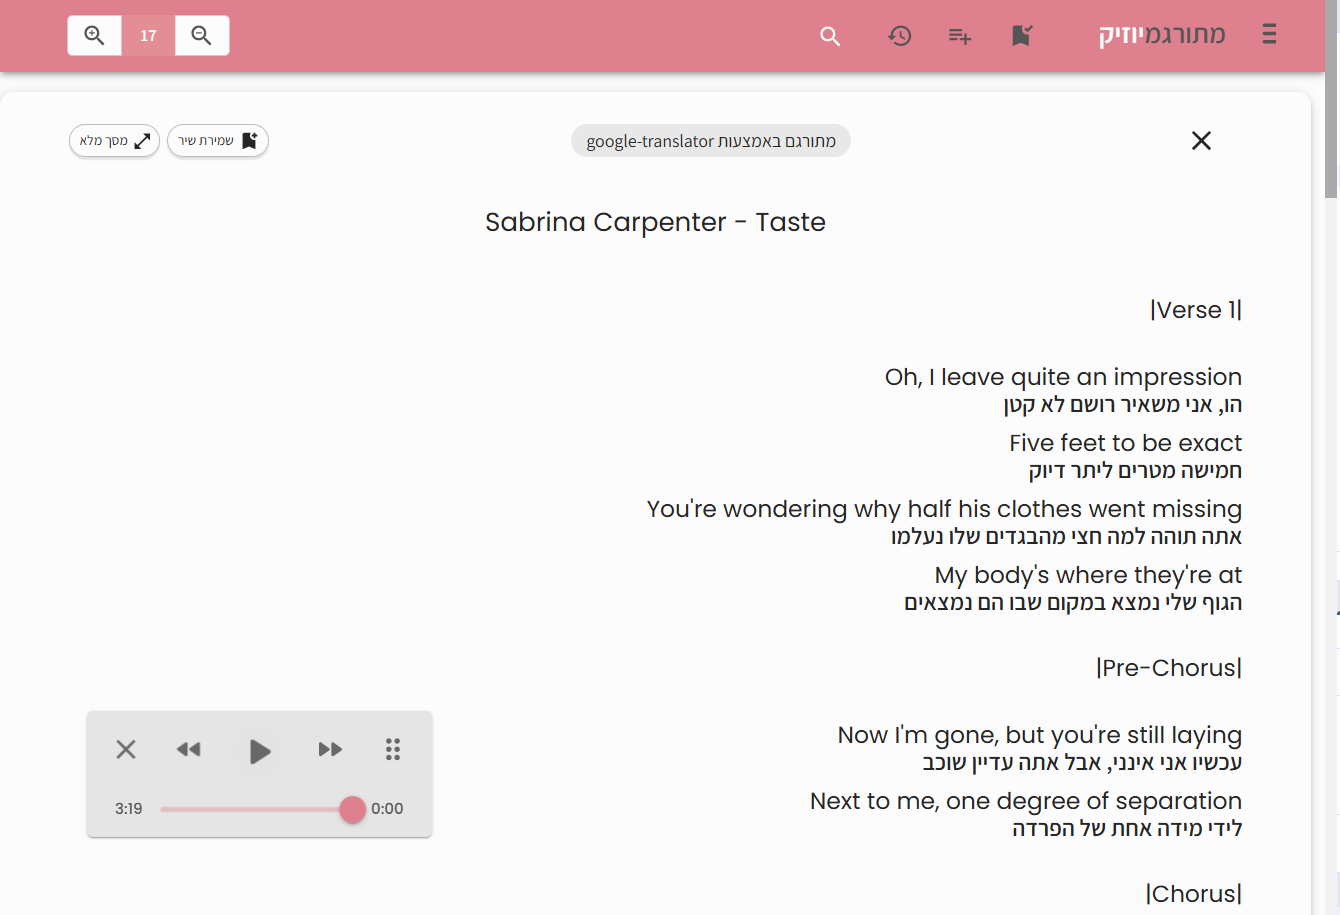 מתורגמיוזיק
17
מתורגם באמצעות google-translator
שמירת שיר
מסך מלא
Sabrina Carpenter - Taste
|Verse 1|
Oh, I leave quite an impression
הו, אני משאיר רושם לא קטן
Five feet to be exact
חמישה מטרים ליתר דיוק
You're wondering why half his clothes went missing
אתה תוהה למה חצי מהבגדים שלו נעלמו
My body's where they're at
הגוף שלי נמצא במקום שבו הם נמצאים
|Pre-Chorus|
Now I'm gone, but you're still laying
עכשיו אני אינני, אבל אתה עדיין שוכב
Next to me, one degree of separation
לידי מידה אחת של הפרדה
|Chorus|
3:19
0:00